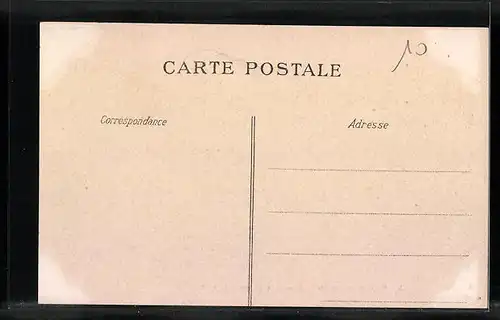 10
CARTE POSTALE
Correspondance
Adresse